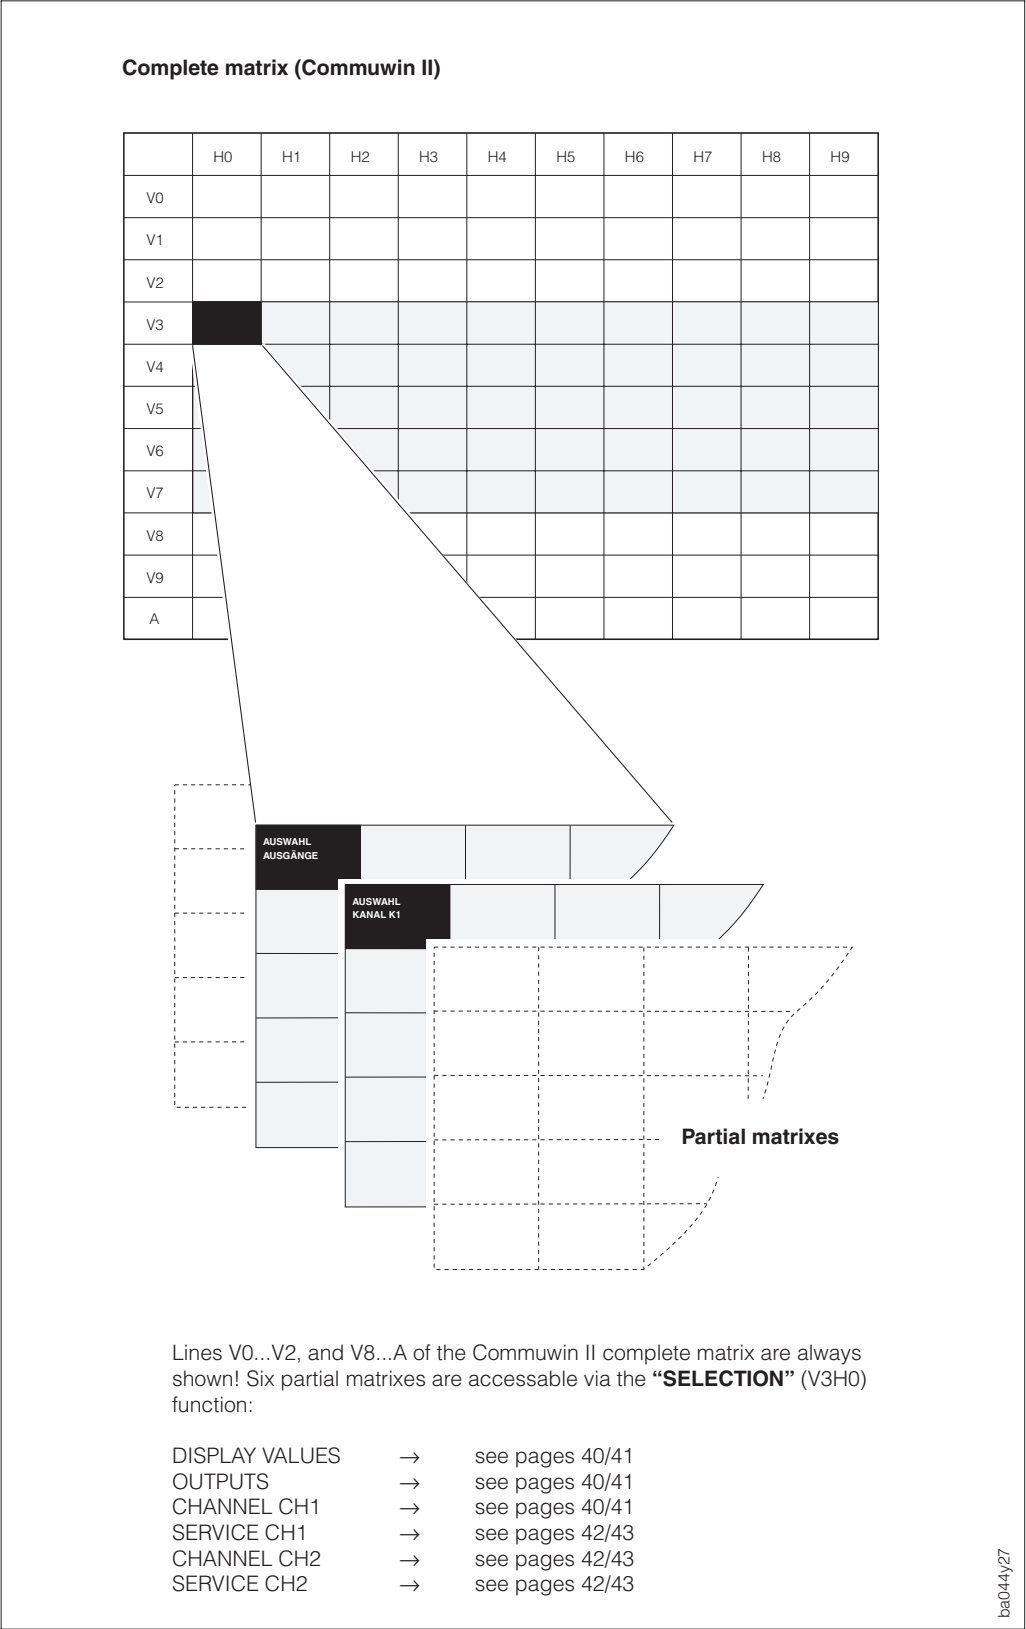 Complete matrix (Commuwin II)
H0 H1 H2 H3 H4 H5 H6 H7 H8 H9
V0
V1
V2
V3
V4
V5
V6
V7
V8
V9
A
AUSWAHL
AUSGÄNGE
AUSWAHL
KANAL K1
Partial matrixes
Lines V0...V2, and V8...A of the Commuwin II complete matrix are always
shown! Six partial matrixes are accessable via the “SELECTION” (V3H0)
function:
DISPLAY VALUES → see pages 40/41
OUTPUTS → see pages 40/41
CHANNEL CH1 → see pages 40/41
SERVICE CH1 → see pages 42/43
CHANNEL CH2 → see pages 42/43
SERVICE CH2 → see pages 42/43
ba044y27